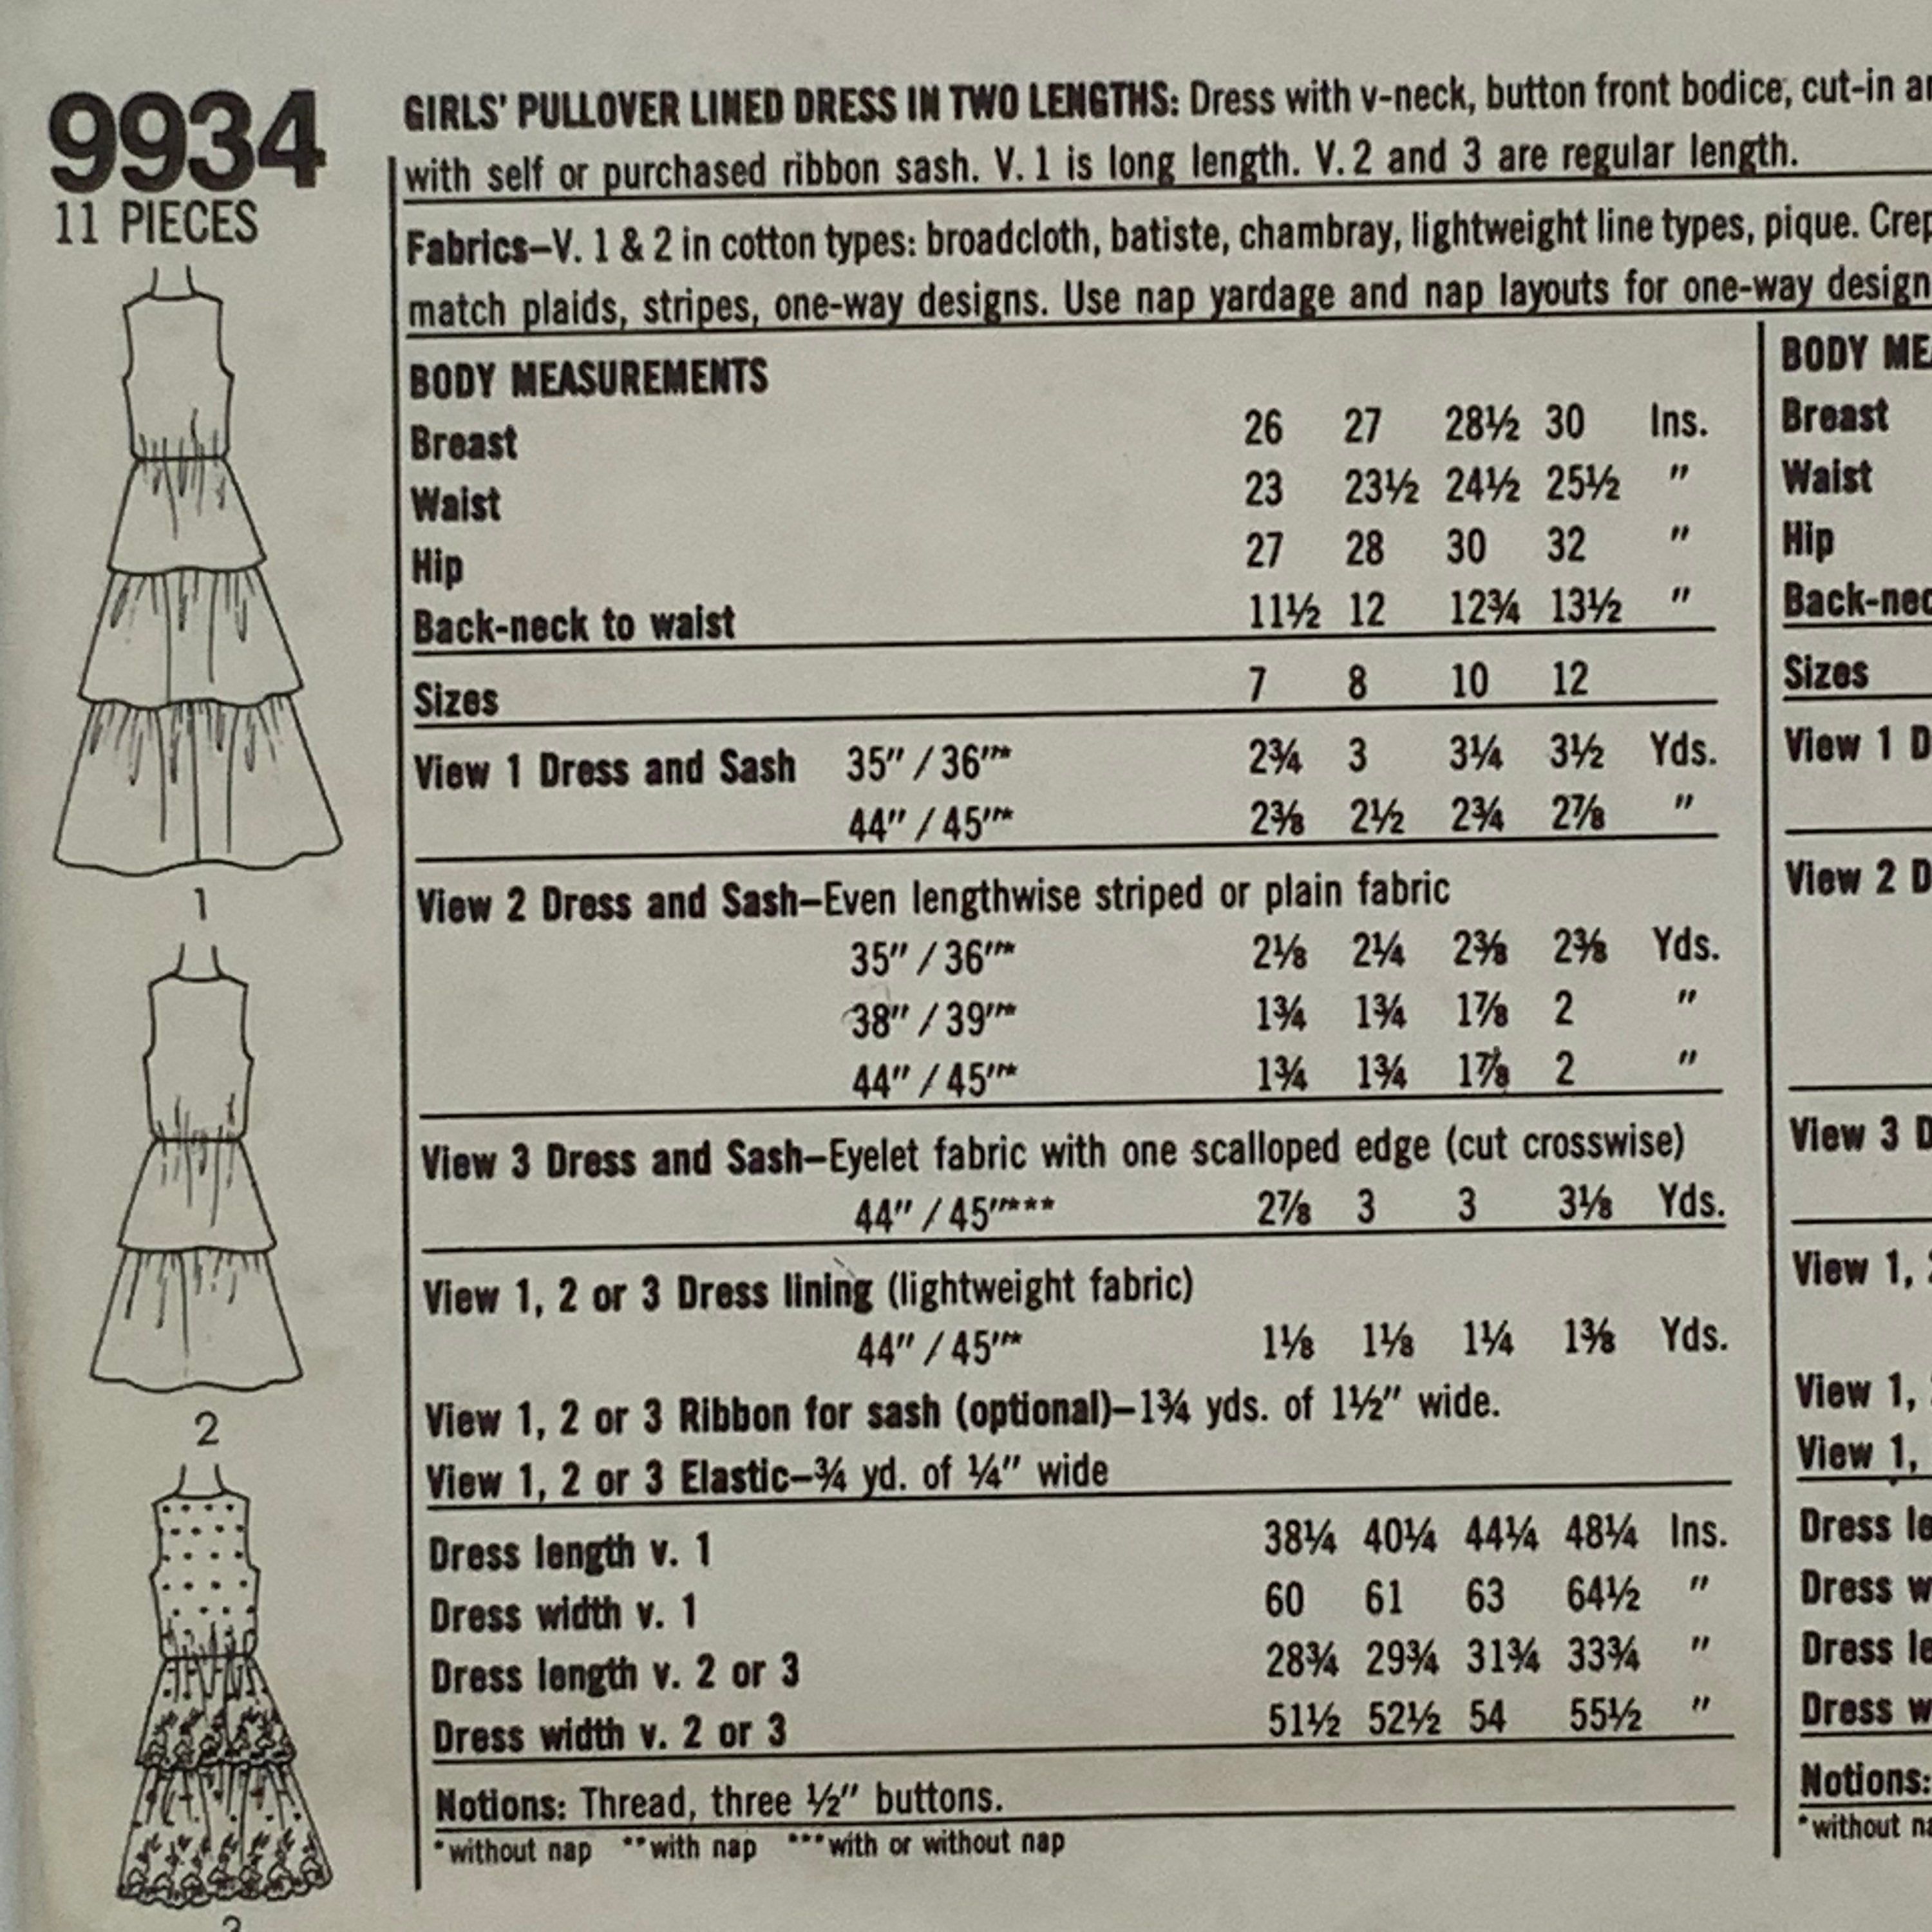 9934
11 PIECES
GIRLS' PULLOVER LINED DRESS IN TWO LENGTHS: Dress with v-neck, button front bodice, cut-in
with self or purchased ribbon sash. V. 1 is long length. V. 2 and 3 are regular length.
Fabrics—V. 1 & 2 in cotton types: broadcloth, batiste, chambray, lightweight line types, pique.
match plaids, stripes, one-way designs. Use nap yardage and nap layouts for one-way design
BODY MEASUREMENTS
Breast 26 27 28½ 30 Ins.
Waist 23 23½ 24½ 25½ "
Hip 27 28 30 32 "
Back-neck to waist 11½ 12 12¾ 13½ "
Sizes 7 8 10 12
View 1 Dress and Sash 35"/36"* 2¾ 3 3¼ 3½ Yds.
44"/45"* 2⅜ 2½ 2¾ 2⅞ "
View 2 Dress and Sash—Even lengthwise striped or plain fabric
35"/36"* 2⅛ 2¼ 2⅜ 2⅜ Yds.
38"/39"* 1¾ 1¾ 1⅞ 2 "
44"/45"* 1¾ 1¾ 1⅞ 2 "
View 3 Dress and Sash—Eyelet fabric with one scalloped edge (cut crosswise)
44"/45"*** 2⅞ 3 3 3⅛ Yds.
View 1, 2 or 3 Dress lining (lightweight fabric)
44"/45"* 1⅛ 1⅛ 1¼ 1⅜ Yds.
View 1, 2 or 3 Ribbon for sash (optional)—1¾ yds. of 1½" wide.
View 1, 2 or 3 Elastic—¾ yd. of ¼" wide
Dress length v. 1 38¼ 40¼ 44¼ 48¼ Ins.
Dress width v. 1 60 61 63 64½ "
Dress length v. 2 or 3 28¾ 29¾ 31¾ 33¾ "
Dress width v. 2 or 3 51½ 52½ 54 55½ "
Notions: Thread, three ½" buttons.
*without nap **with nap ***with or without nap
1
2
3
BODY
Breast
Waist
Hip
Back-nec
Sizes
View 1 D
View 2 D
View 3 D
View 1,
View 1,
View 1,
Dress le
Dress w
Dress le
Dress w
Notions:
*without na